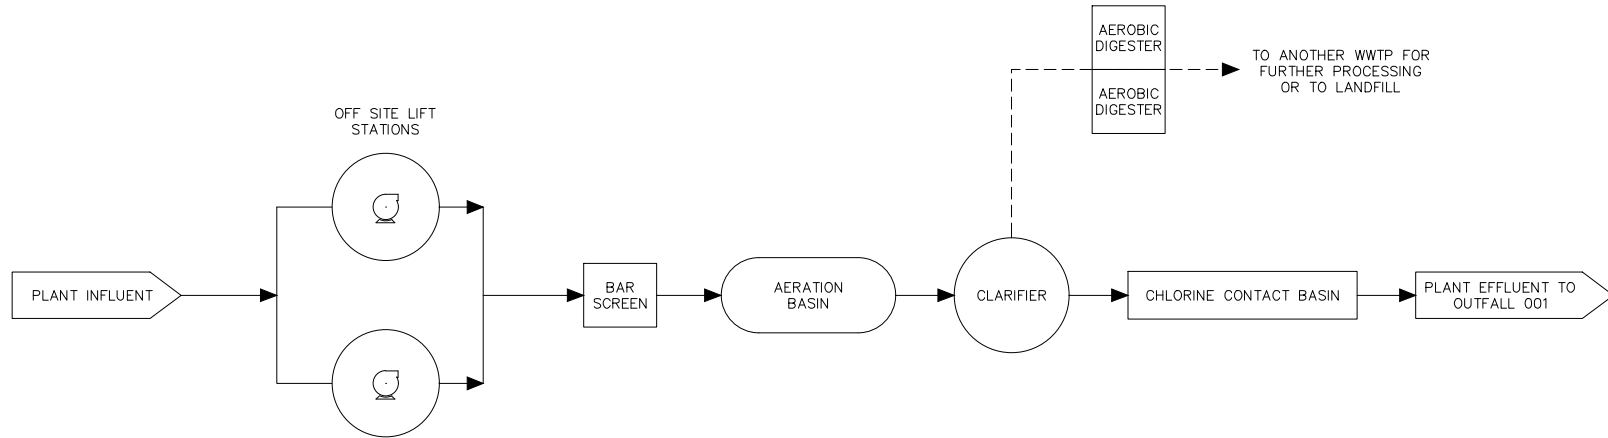 AEROBIC
DIGESTER
AEROBIC
DIGESTER
TO ANOTHER WWTP FOR
FURTHER PROCESSING
OR TO LANDFILL
OFF SITE LIFT
STATIONS
PLANT INFLUENT
BAR
SCREEN
AERATION
BASIN
CLARIFIER
CHLORINE CONTACT BASIN
PLANT EFFLUENT TO
OUTFALL 001